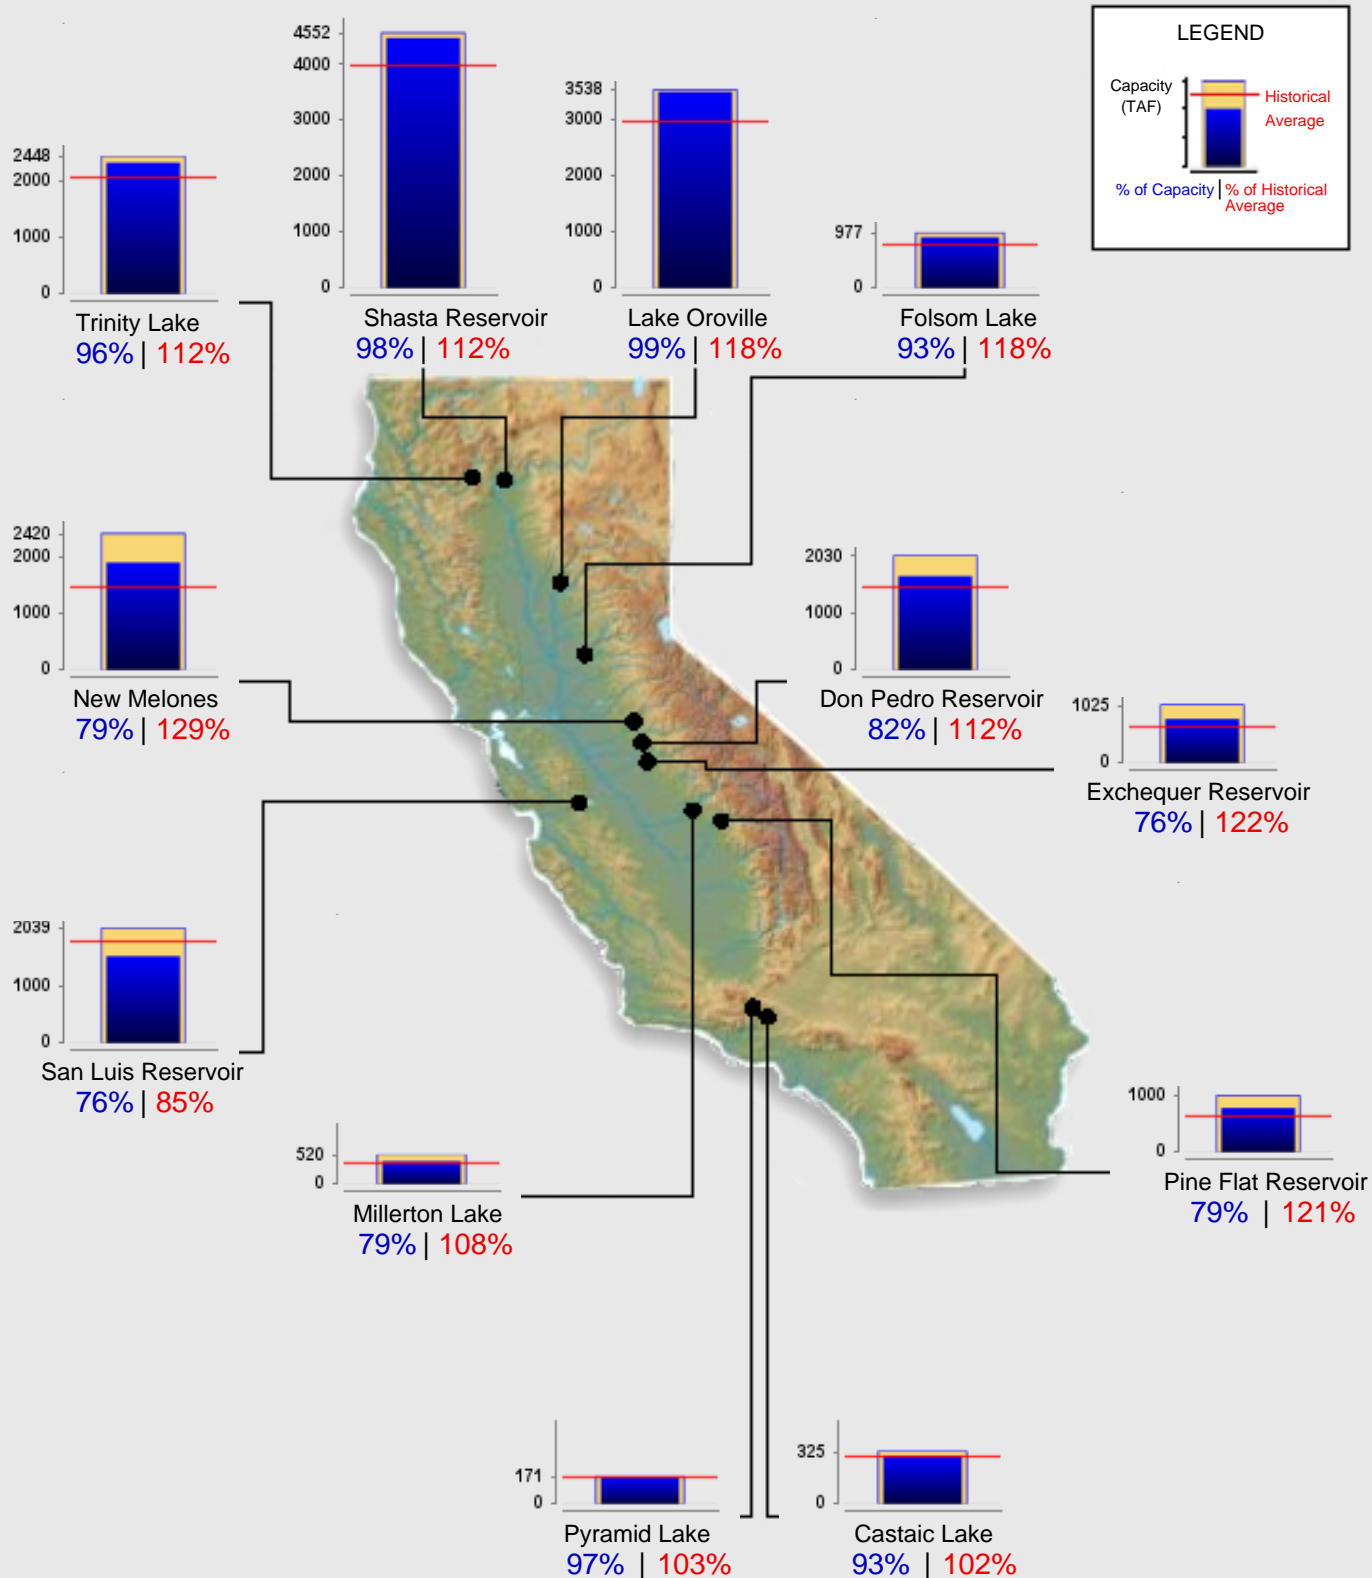 LEGEND
Capacity
(TAF)
Historical
Average
% of Capacity | % of Historical
Average
2448
2000
1000
0
Trinity Lake
96% | 112%
4552
4000
3000
2000
1000
0
Shasta Reservoir
98% | 112%
3538
3000
2000
1000
0
Lake Oroville
99% | 118%
977
0
Folsom Lake
93% | 118%
2420
2000
1000
0
New Melones
79% | 129%
2030
1000
0
Don Pedro Reservoir
82% | 112%
1025
0
Exchequer Reservoir
76% | 122%
2039
1000
0
San Luis Reservoir
76% | 85%
520
0
Millerton Lake
79% | 108%
1000
0
Pine Flat Reservoir
79% | 121%
171
0
Pyramid Lake
97% | 103%
325
0
Castaic Lake
93% | 102%